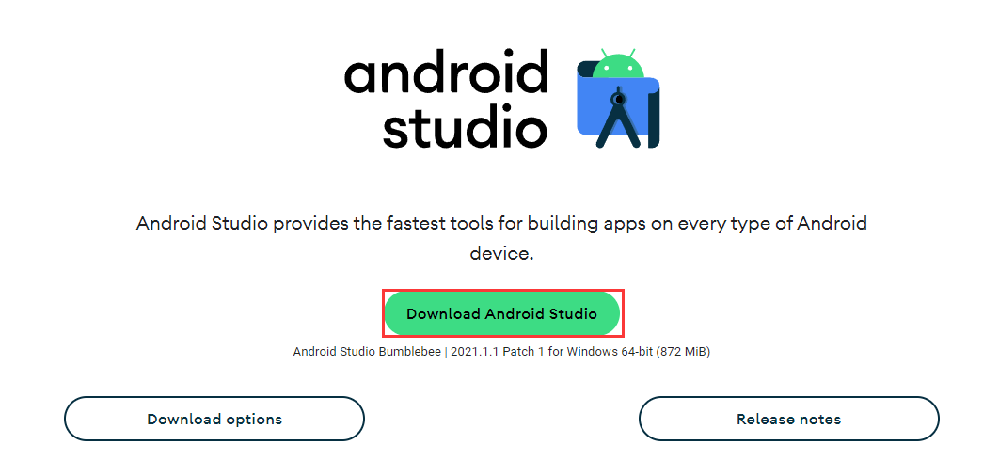 android
studio
Android Studio provides the fastest tools for building apps on every type of Android
device.
Download Android Studio
Android Studio Bumblebee | 2021.1.1 Patch 1 for Windows 64-bit (872 MiB)
Download options
Release notes